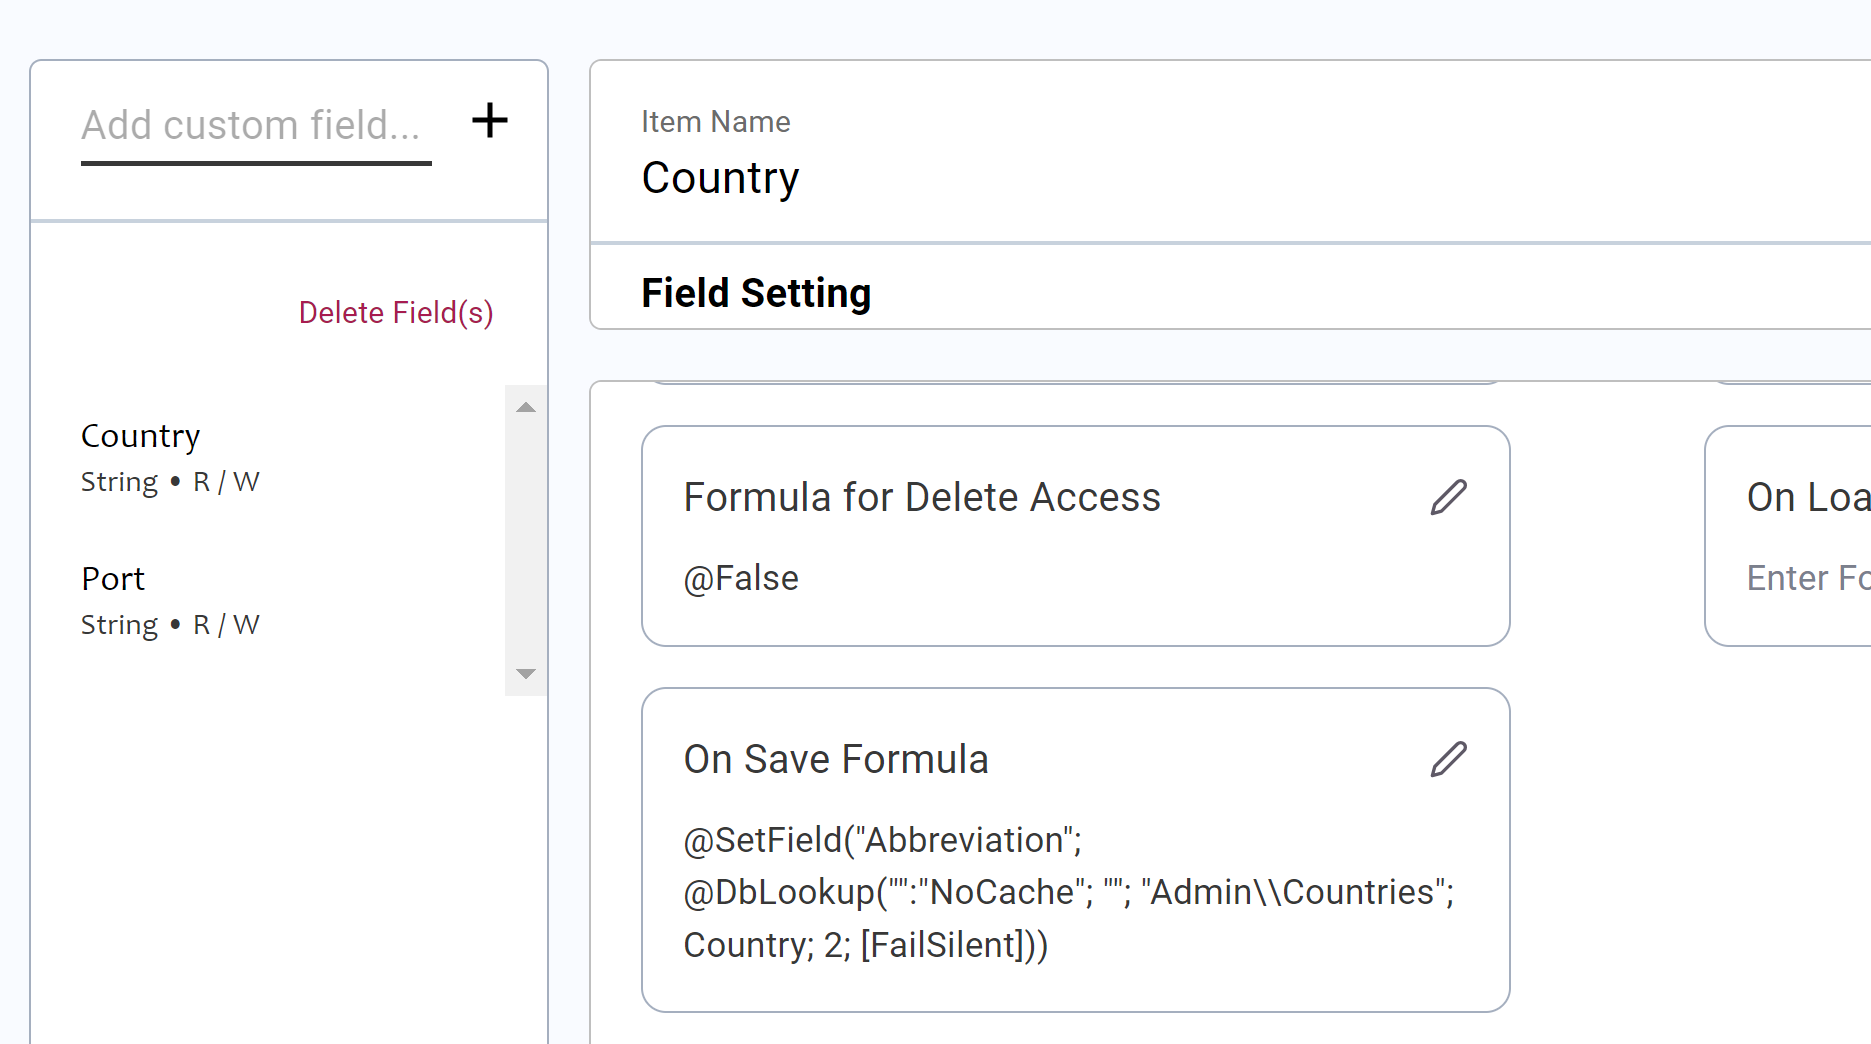 Add custom field...
Delete Field(s)
Country
String • R / W
Port
String • R / W
Item Name
Country
Field Setting
Formula for Delete Access
@False
On Save Formula
@SetField("Abbreviation";
@DbLookup("":"NoCache"; ""; "Admin\\Countries";
Country; 2; [FailSilent]))
On Loa
Enter Fo